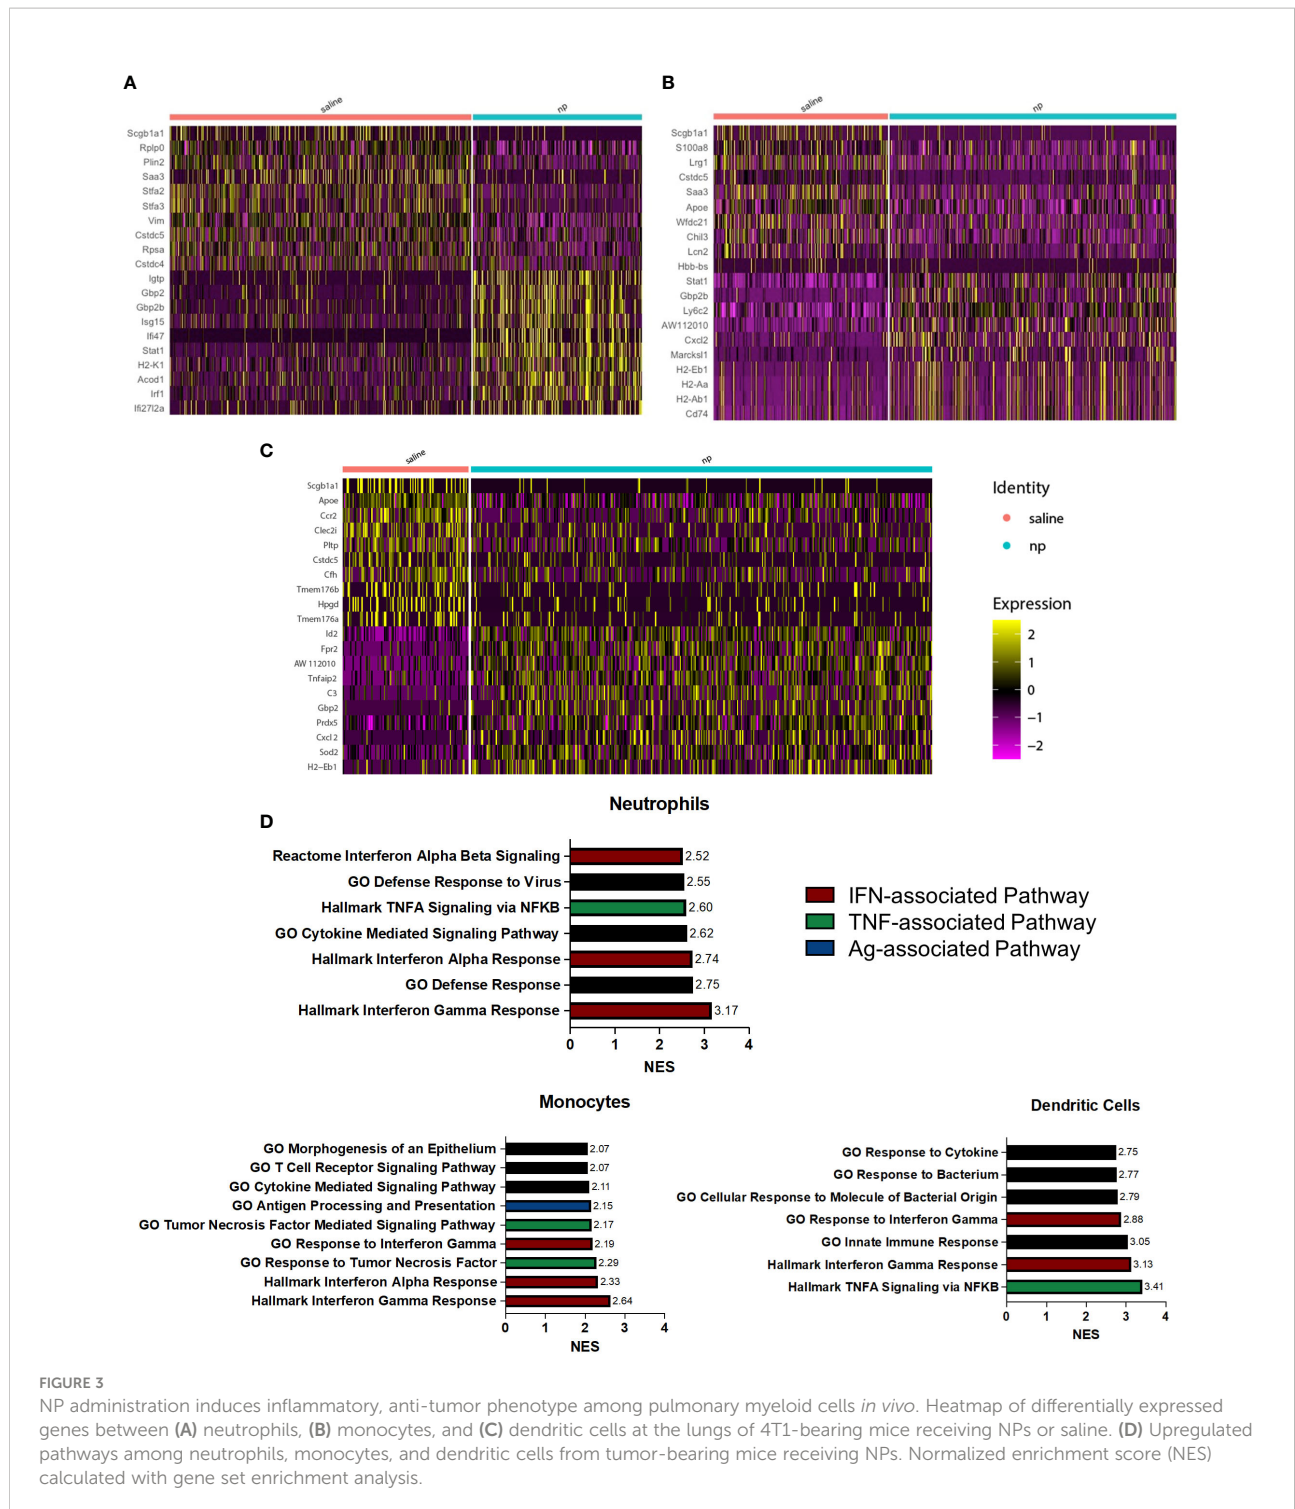 A
saline
np
Scgb1a1
Rplp0
Plin2
Saa3
Stfa2
Stfa3
Vim
Cstdc5
Rpsa
Cstdc4
Igtp
Gbp2
Gbp2b
Isg15
Ifi47
Stat1
H2-K1
Acod1
Irf1
Ifi27l2a
B
saline
np
Scgb1a1
S100a8
Lrg1
Cstdc5
Saa3
Apoe
Wfdc21
Chil3
Lcn2
Hbb-bs
Stat1
Gbp2b
Ly6c2
AW112010
Cxcl2
Marcksl1
H2-Eb1
H2-Aa
H2-Ab1
Cd74
C
saline
np
Scgb1a1
Apoe
Ccr2
Clec2i
Pltp
Cstdc5
Cfh
Tmem176b
Hpgd
Tmem176a
Id2
Fpr2
AW 112010
Tnfaip2
C3
Gbp2
Prdx5
Cxcl 2
Sod2
H2−Eb1
Identity
saline
np
Expression
2
1
0
−1
−2
D
Neutrophils
Reactome Interferon Alpha Beta Signaling 2.52
GO Defense Response to Virus 2.55
Hallmark TNFA Signaling via NFKB 2.60
GO Cytokine Mediated Signaling Pathway 2.62
Hallmark Interferon Alpha Response 2.74
GO Defense Response 2.75
Hallmark Interferon Gamma Response 3.17
0 1 2 3 4
NES
IFN-associated Pathway
TNF-associated Pathway
Ag-associated Pathway
Monocytes
GO Morphogenesis of an Epithelium 2.07
GO T Cell Receptor Signaling Pathway 2.07
GO Cytokine Mediated Signaling Pathway 2.11
GO Antigen Processing and Presentation 2.15
GO Tumor Necrosis Factor Mediated Signaling Pathway 2.17
GO Response to Interferon Gamma 2.19
GO Response to Tumor Necrosis Factor 2.29
Hallmark Interferon Alpha Response 2.33
Hallmark Interferon Gamma Response 2.64
0 1 2 3 4
NES
Dendritic Cells
GO Response to Cytokine 2.75
GO Response to Bacterium 2.77
GO Cellular Response to Molecule of Bacterial Origin 2.79
GO Response to Interferon Gamma 2.88
GO Innate Immune Response 3.05
Hallmark Interferon Gamma Response 3.13
Hallmark TNFA Signaling via NFKB 3.41
0 1 2 3 4
NES
FIGURE 3
NP administration induces inflammatory, anti-tumor phenotype among pulmonary myeloid cells in vivo. Heatmap of differentially expressed
genes between (A) neutrophils, (B) monocytes, and (C) dendritic cells at the lungs of 4T1-bearing mice receiving NPs or saline. (D) Upregulated
pathways among neutrophils, monocytes, and dendritic cells from tumor-bearing mice receiving NPs. Normalized enrichment score (NES)
calculated with gene set enrichment analysis.